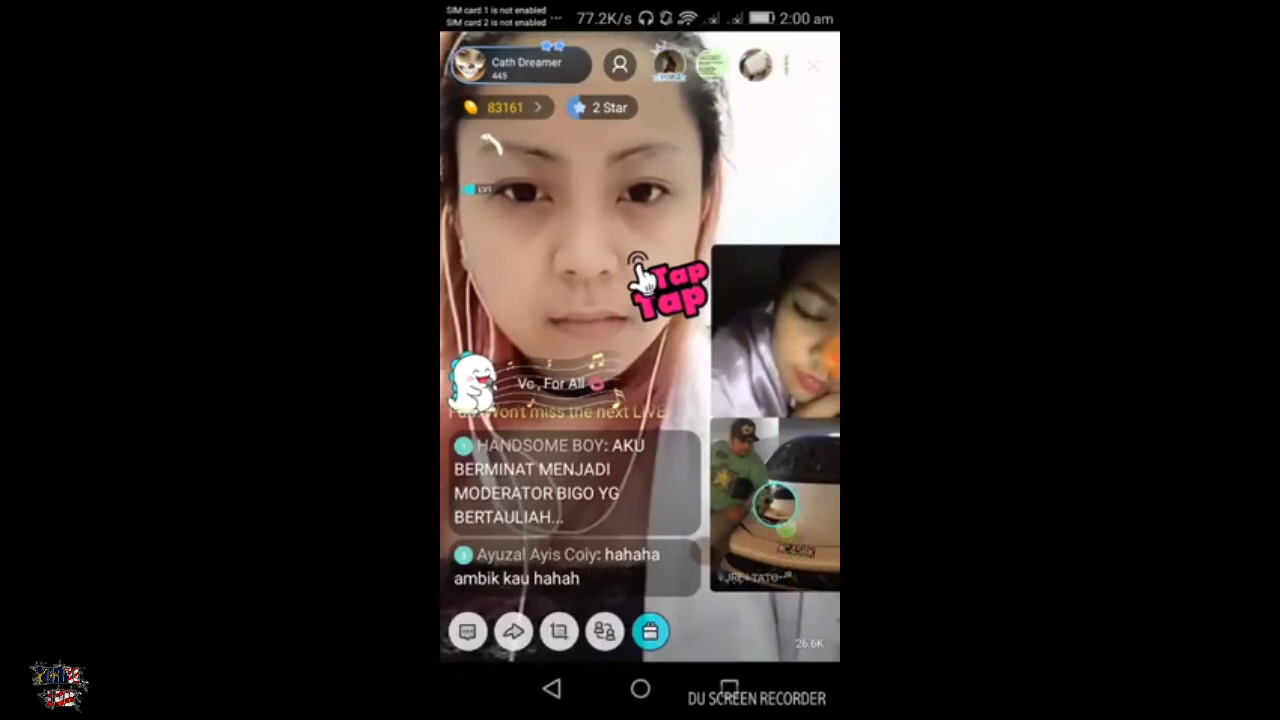 SIM card 1 is not enabled
SIM card 2 is not enabled ... 77.2K/s 2:00 am
Cath Dreamer
445
83161 2 Star
LV1
Tap
Tap
Vc , For All
Won't miss the next LIVE
HANDSOME BOY: AKU
BERMINAT MENJADI
MODERATOR BIGO YG
BERTAULIAH...
3 Ayuzal Ayis Coiy: hahaha
ambik kau hahah
26.6K
DU SCREEN RECORDER